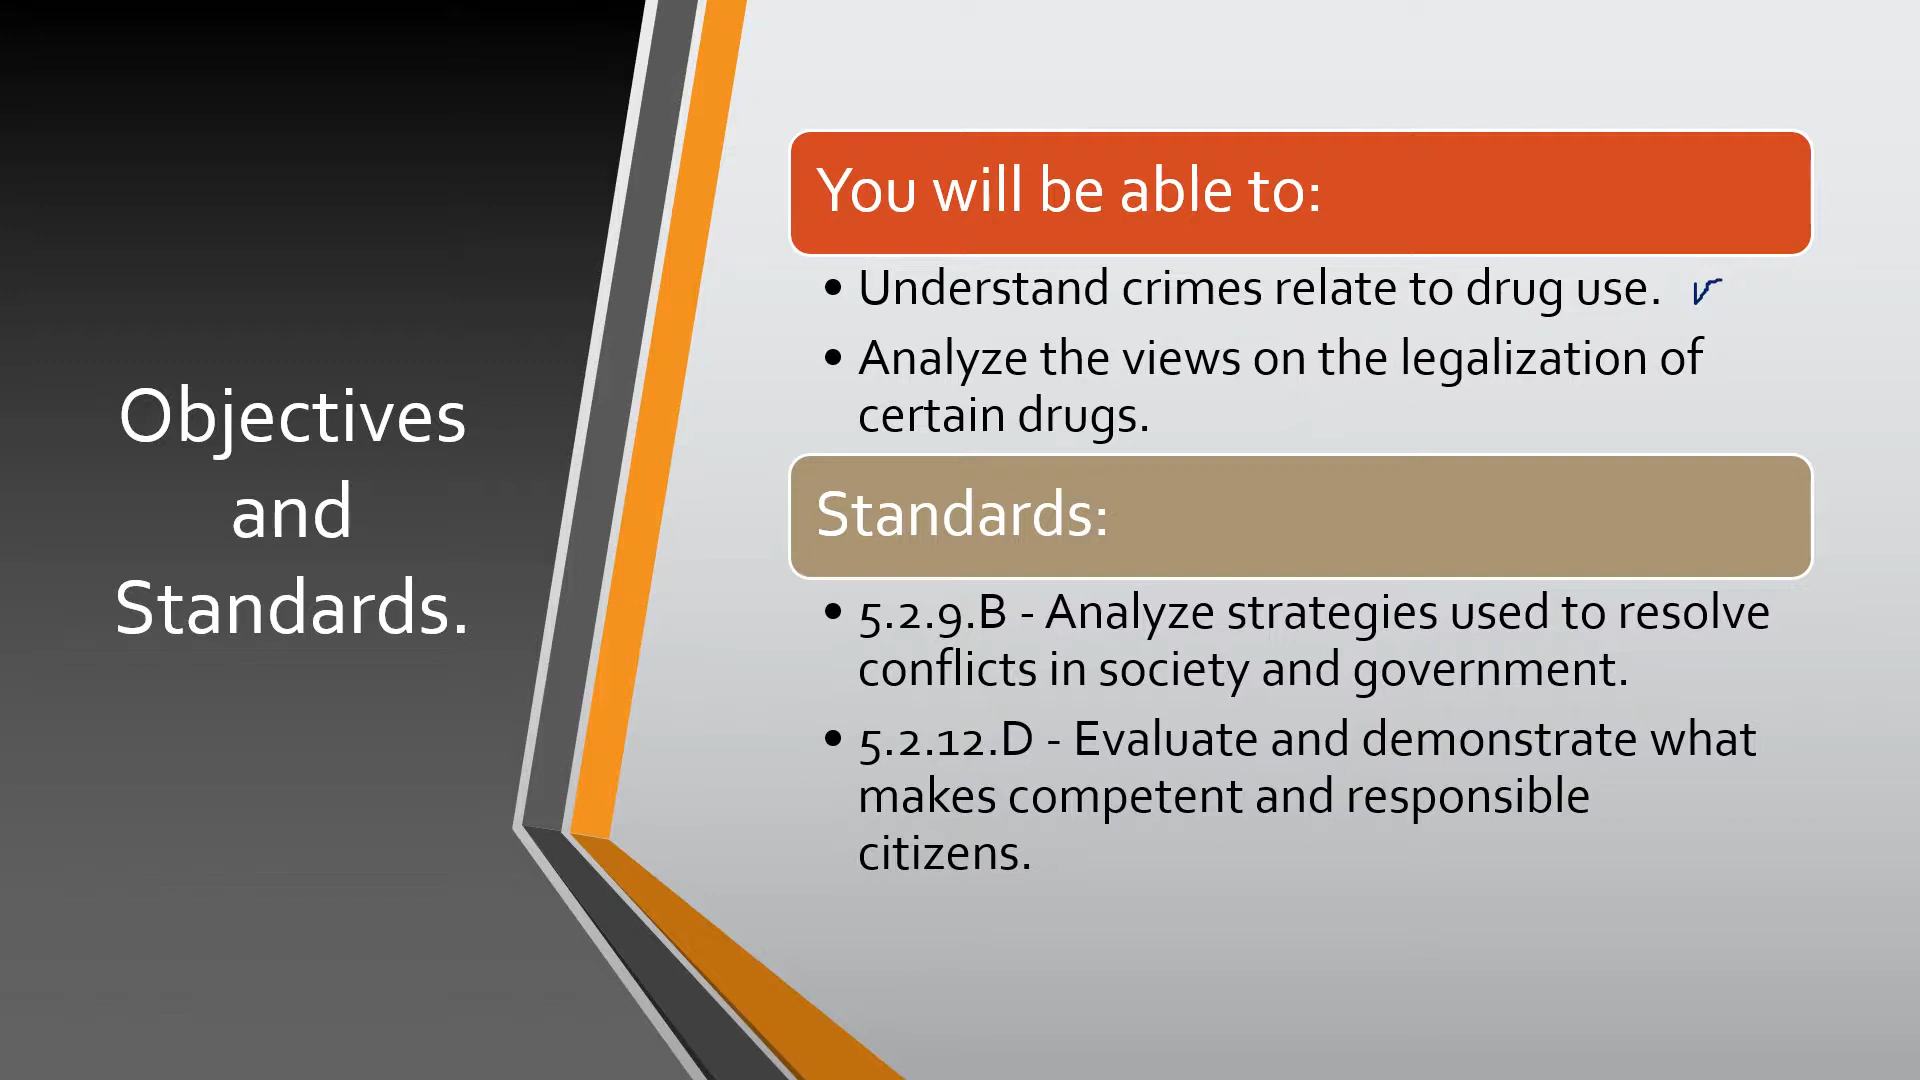 Objectives
and
Standards.
You will be able to:
• Understand crimes relate to drug use.
• Analyze the views on the legalization of
certain drugs.
Standards:
• 5.2.9.B - Analyze strategies used to resolve
conflicts in society and government.
• 5.2.12.D - Evaluate and demonstrate what
makes competent and responsible
citizens.